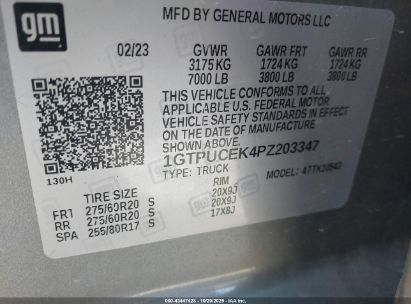 gm
MFD BY GENERAL MOTORS LLC
02/23 GVWR GAWR FRT GAWR RR
3175 KG 1724 KG 1724 KG
7000 LB 3800 LB 3800 LB
THIS VEHICLE CONFORMS TO ALL
APPLICABLE U.S. FEDERAL MOTOR
VEHICLE SAFETY STANDARDS IN EFFECT
ON THE DATE OF MANUFACTURE SHOWN ABOVE.
1GTPUCEK4PZ203347
130H TYPE: TRUCK
TIRE SIZE RIM
FRT 275/60R20 S 20X9J
RR 275/60R20 S 20X9J
SPA 255/80R17 S 17X8J